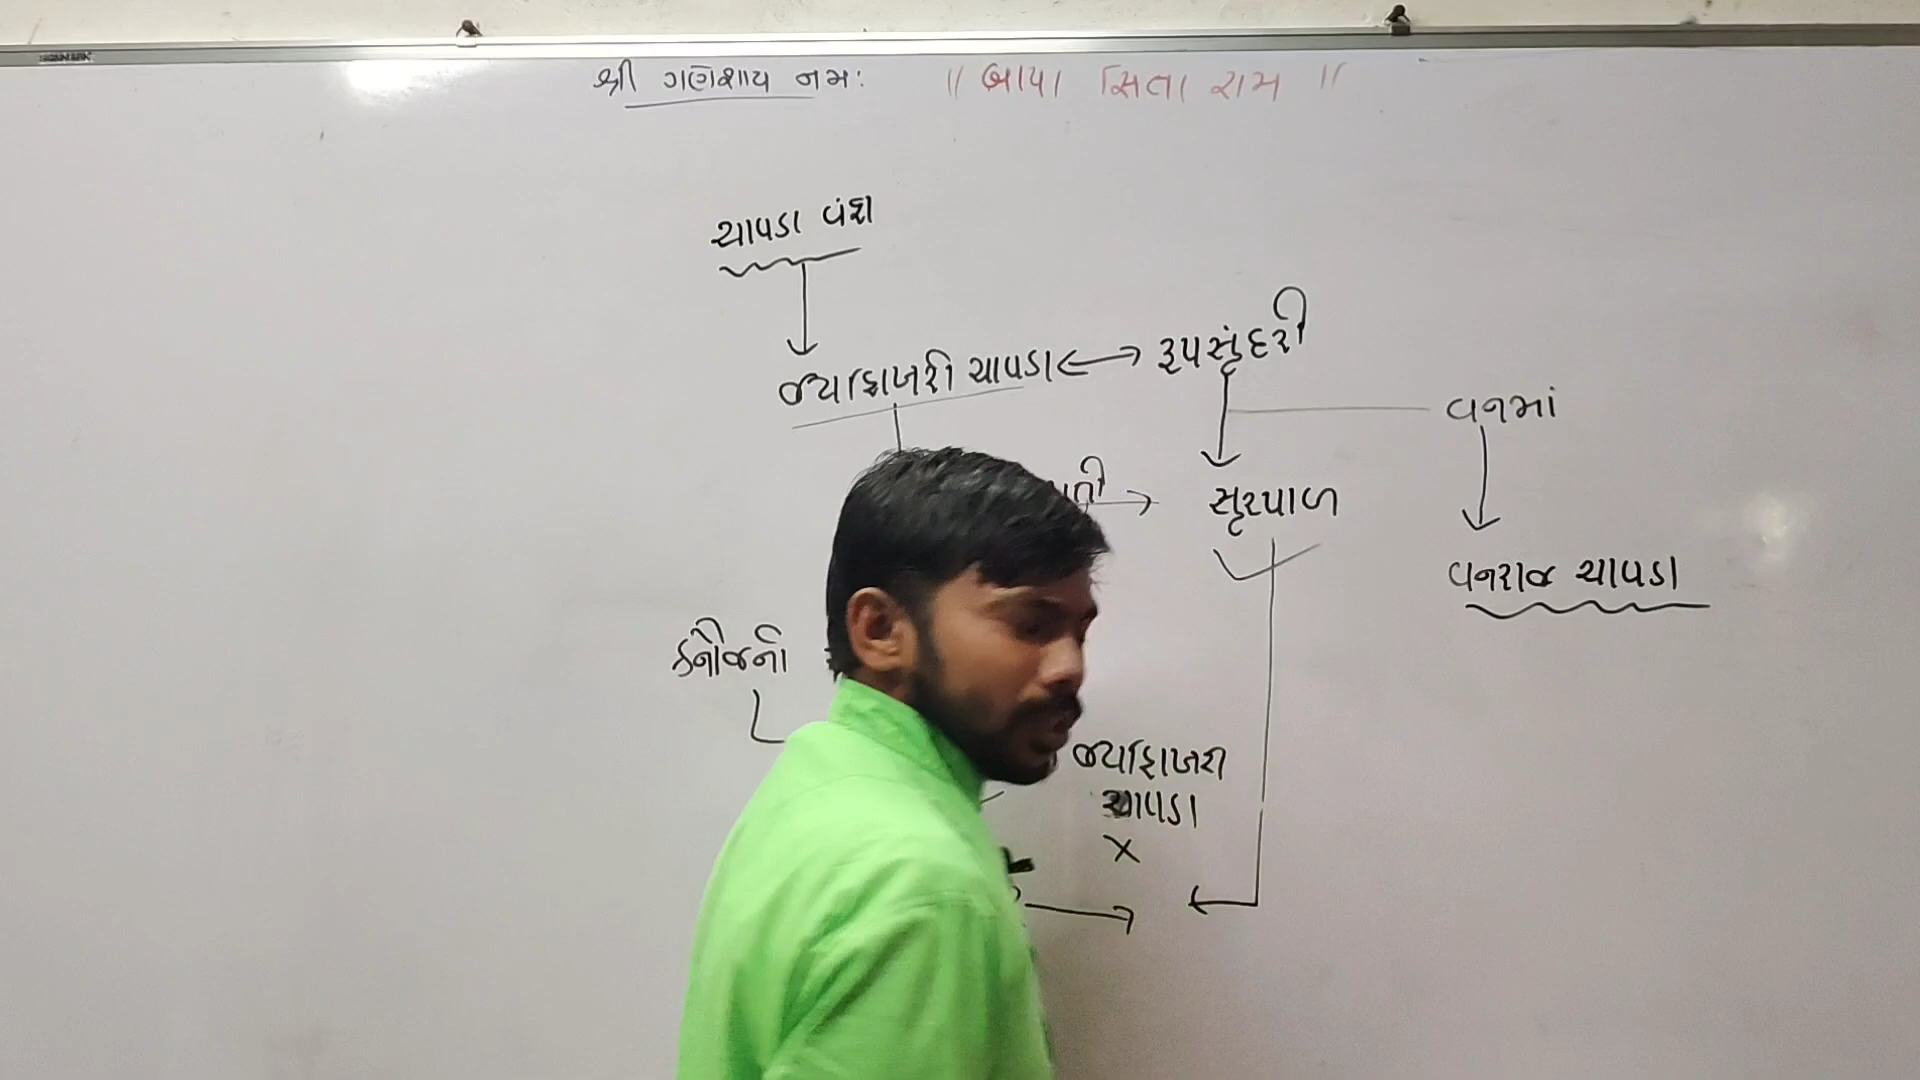 શ્રી ગણેશાય નમઃ || બાપા સિતા રામ ||
ચાવડા વંશ
જયશિખરી ચાવડા ↔ રૂપસુંદરી
વનમાં
સૂરપાળ
વનરાજ ચાવડા
કનૌજની
જયશિખરી
ચાવડા
X